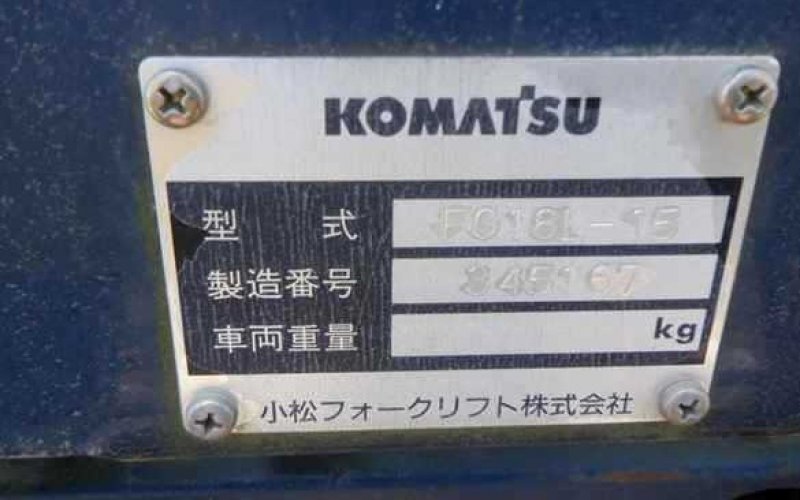 KOMATSU
型 式 FG18L-15
製造番号
車両重量 kg
小松フォークリフト株式会社